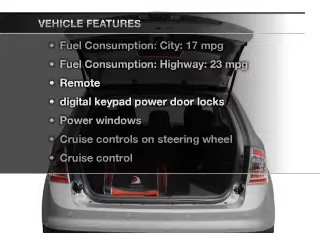 VEHICLE FEATURES
• Fuel Consumption: City: 17 mpg
• Fuel Consumption: Highway: 23 mpg
• Remote
• digital keypad power door locks
• Power windows
• Cruise controls on steering wheel
• Cruise control